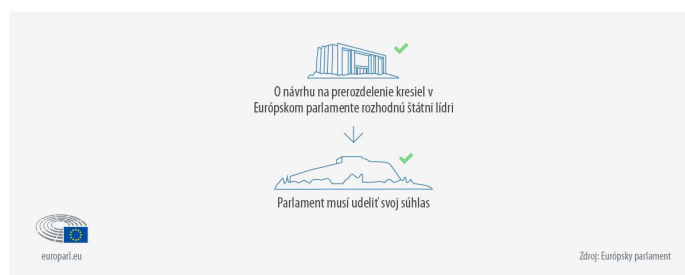 O návrhu na prerozdelenie kresiel v
Európskom parlamente rozhodnú štátni lídri
Parlament musí udeliť svoj súhlas
europarl.eu
Zdroj: Európsky parlament